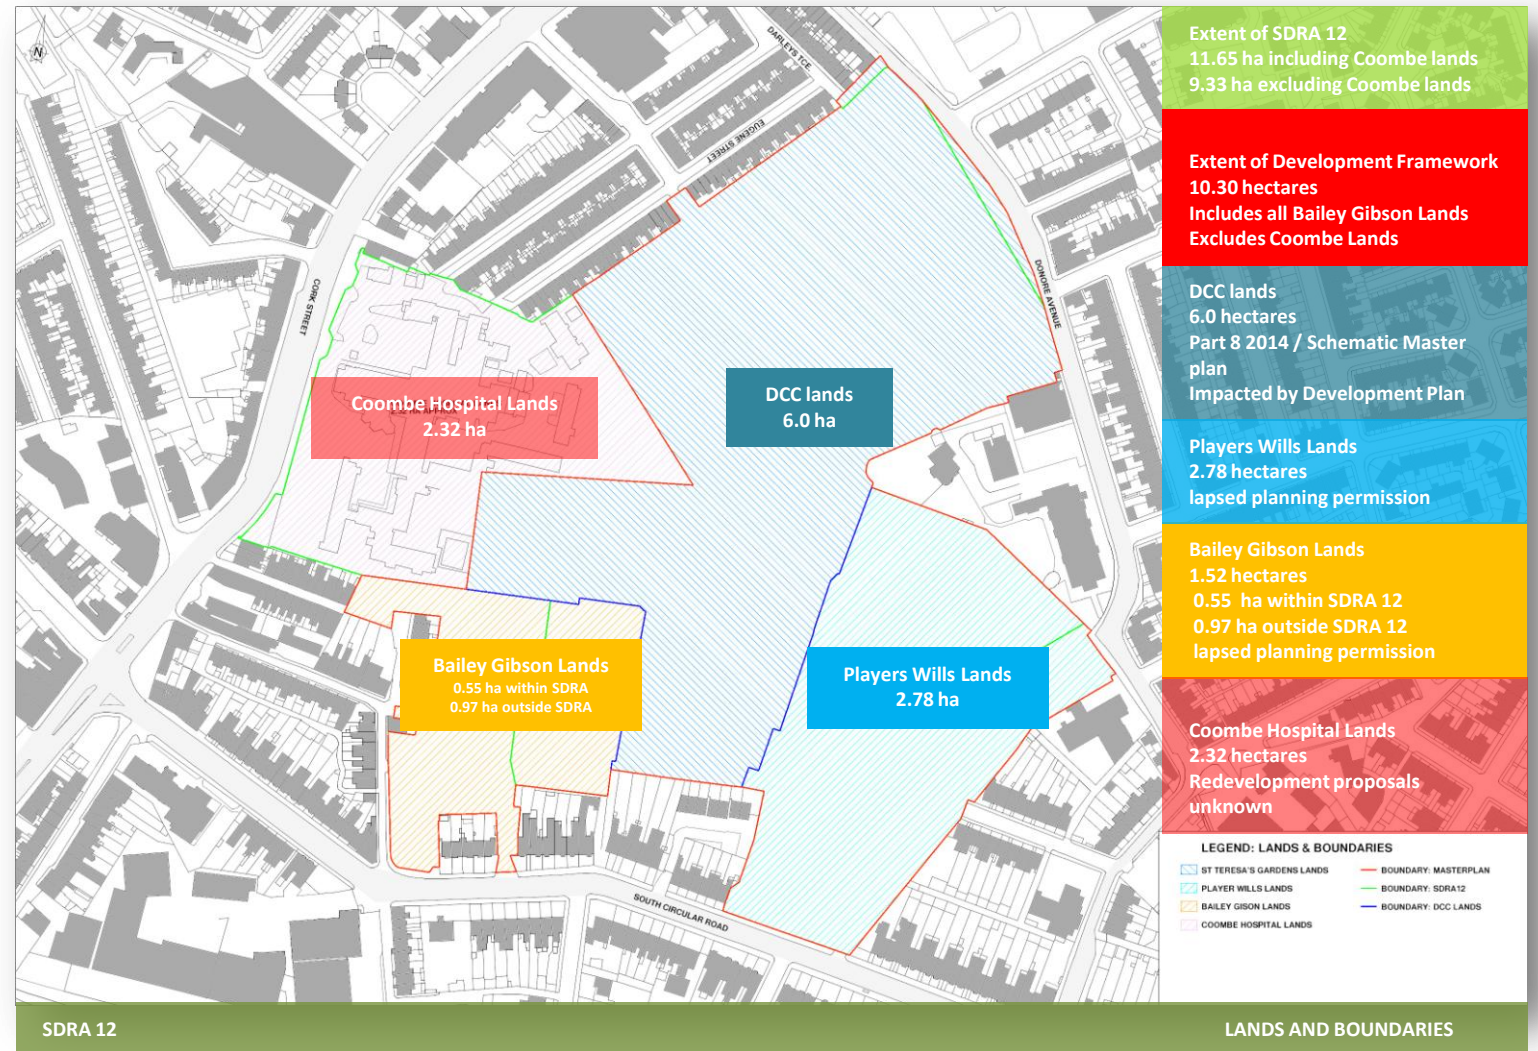 N
DARLEYS TCE
EUGENE STREET
CORK STREET
DONORE AVENUE
SOUTH CIRCULAR ROAD
Coombe Hospital Lands
2.32 ha
2.32 HA APPROX
DCC lands
6.0 ha
Bailey Gibson Lands
0.55 ha within SDRA
0.97 ha outside SDRA
Players Wills Lands
2.78 ha
Extent of SDRA 12
11.65 ha including Coombe lands
9.33 ha excluding Coombe lands
Extent of Development Framework
10.30 hectares
Includes all Bailey Gibson Lands
Excludes Coombe Lands
DCC lands
6.0 hectares
Part 8 2014 / Schematic Master
plan
Impacted by Development Plan
Players Wills Lands
2.78 hectares
lapsed planning permission
Bailey Gibson Lands
1.52 hectares
0.55 ha within SDRA 12
0.97 ha outside SDRA 12
lapsed planning permission
Coombe Hospital Lands
2.32 hectares
Redevelopment proposals
unknown
LEGEND: LANDS & BOUNDARIES
ST TERESA'S GARDENS LANDS
PLAYER WILLS LANDS
BAILEY GISON LANDS
COOMBE HOSPITAL LANDS
BOUNDARY: MASTERPLAN
BOUNDARY: SDRA12
BOUNDARY: DCC LANDS
SDRA 12
LANDS AND BOUNDARIES